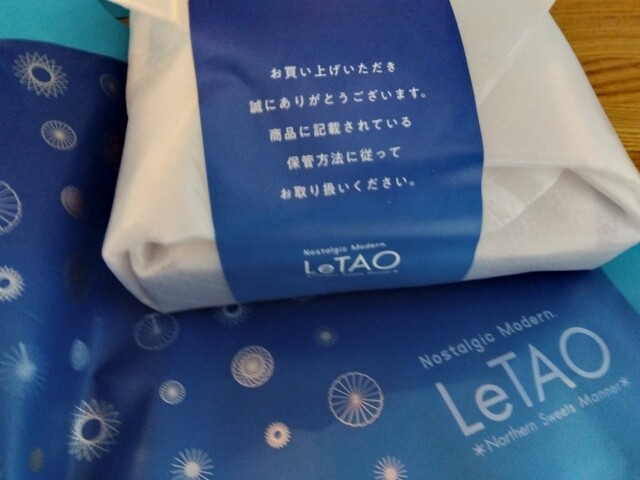 お買い上げいただき
誠にありがとうございます。
商品に記載されている
保管方法に従って
お取り扱いください。
Nostalgic Modern.
LeTAO
Nostalgic Modern.
LeTAO
*Northern Sweets Manner*